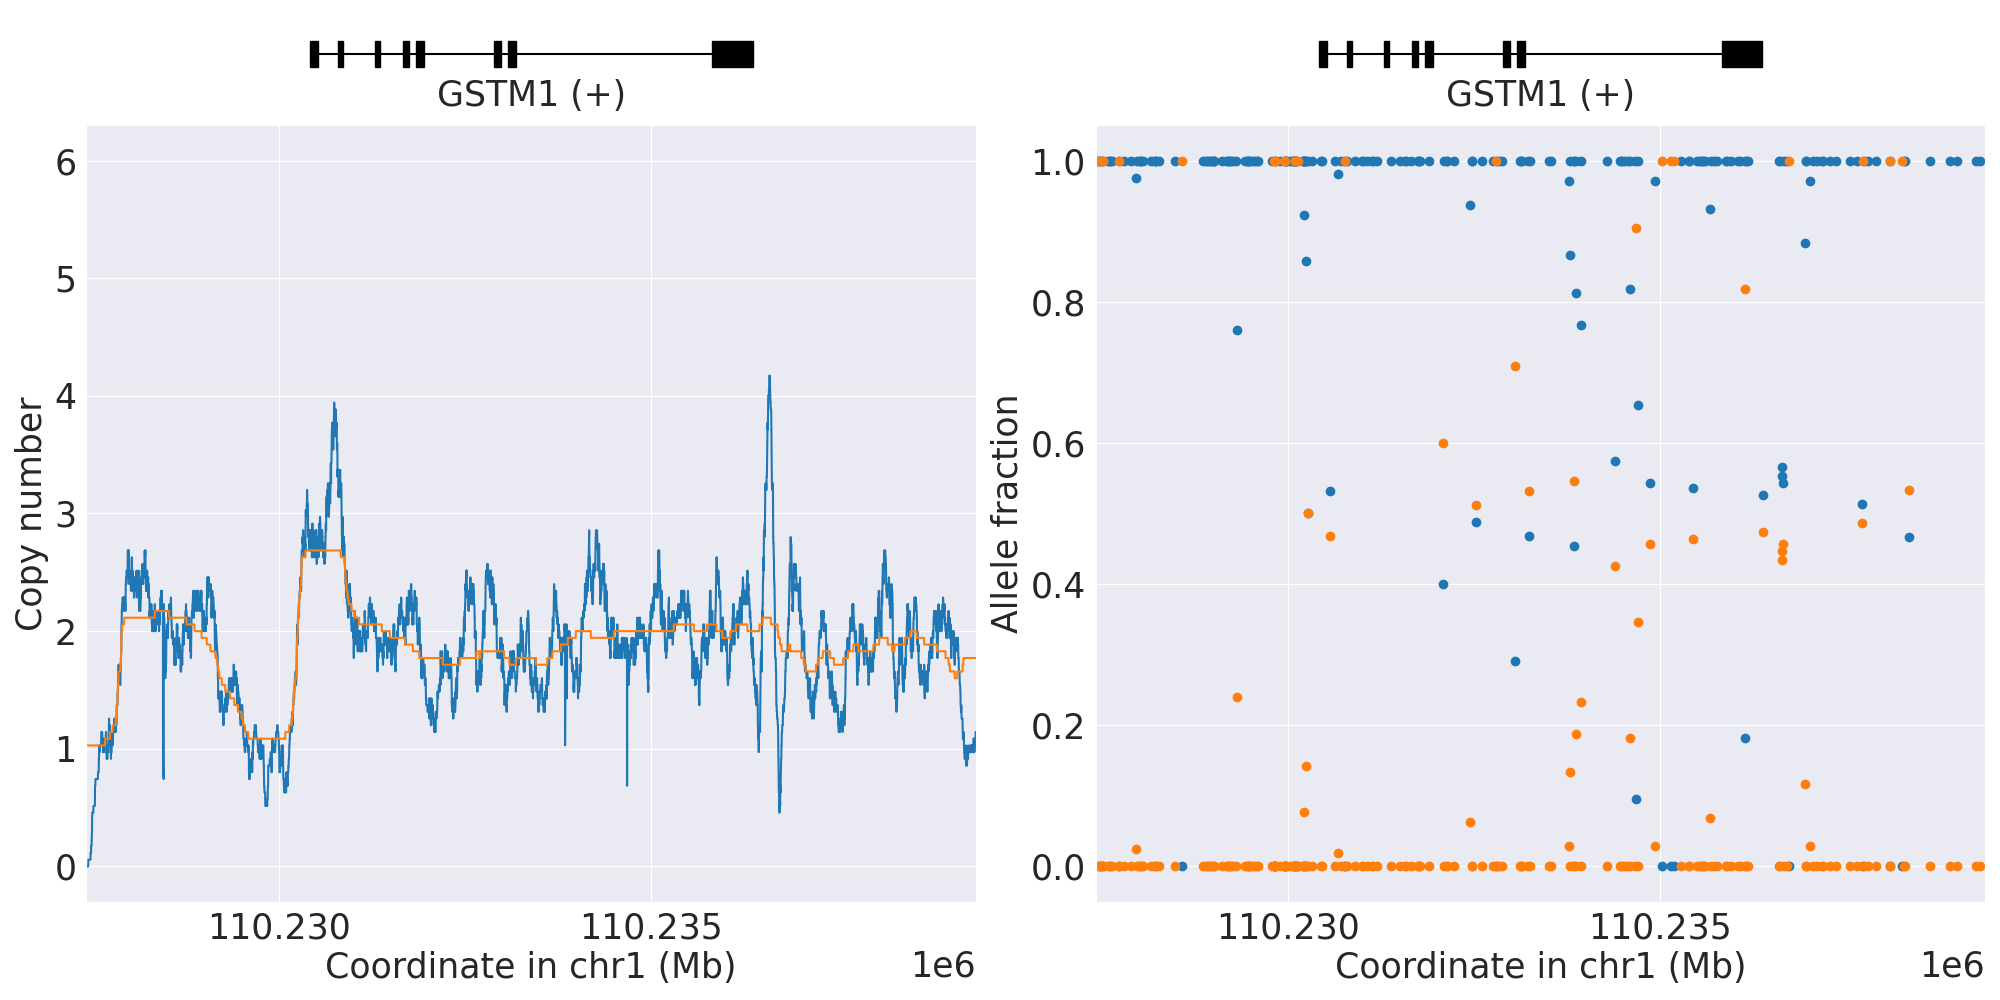 GSTM1 (+)
6
5
4
3
2
1
0
Copy number
110.230
110.235
Coordinate in chr1 (Mb)
1e6
GSTM1 (+)
1.0
0.8
0.6
0.4
0.2
0.0
Allele fraction
110.230
110.235
Coordinate in chr1 (Mb)
1e6